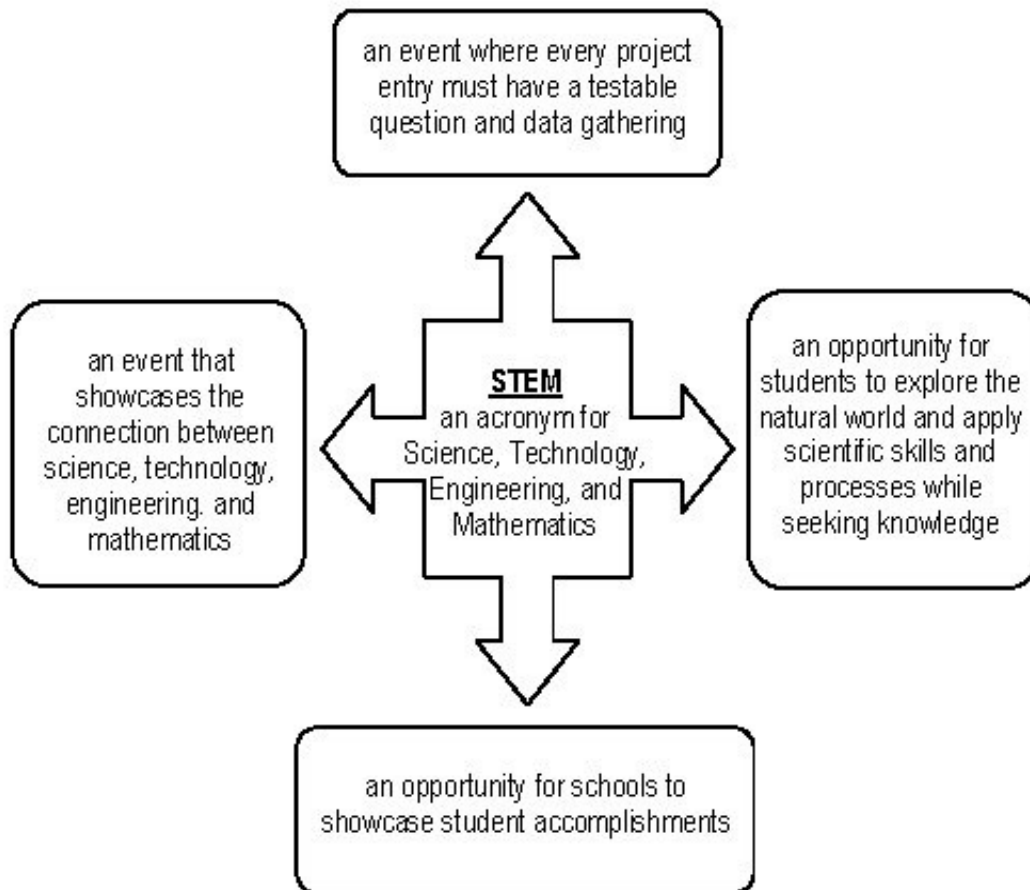 an event where every project
entry must have a testable
question and data gathering
an event that
showcases the
connection between
science, technology,
engineering. and
mathematics
STEM
an acronym for
Science, Technology,
Engineering, and
Mathematics
an opportunity for
students to explore the
natural world and apply
scientific skills and
processes while
seeking knowledge
an opportunity for schools to
showcase student accomplishments